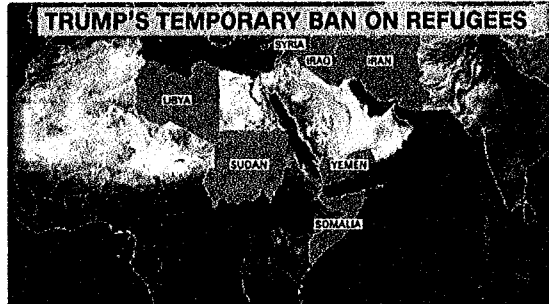 TRUMP'S TEMPORARY BAN ON REFUGEES
SYRIA
IRAQ
IRAN
LIBYA
SUDAN
YEMEN
SOMALIA